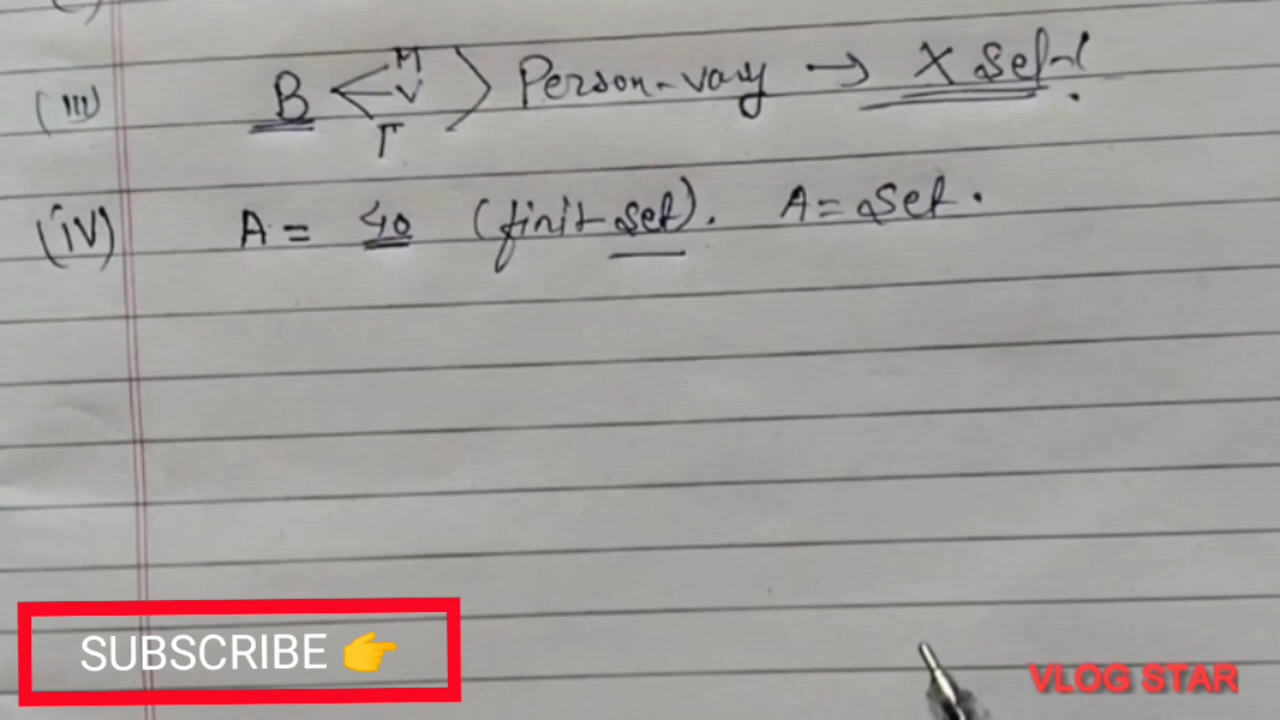 (III) B < M V T ) Person-vary → X Set
(iv) A = 40 (finit set). A = Set.
SUBSCRIBE 👉
VLOG STAR